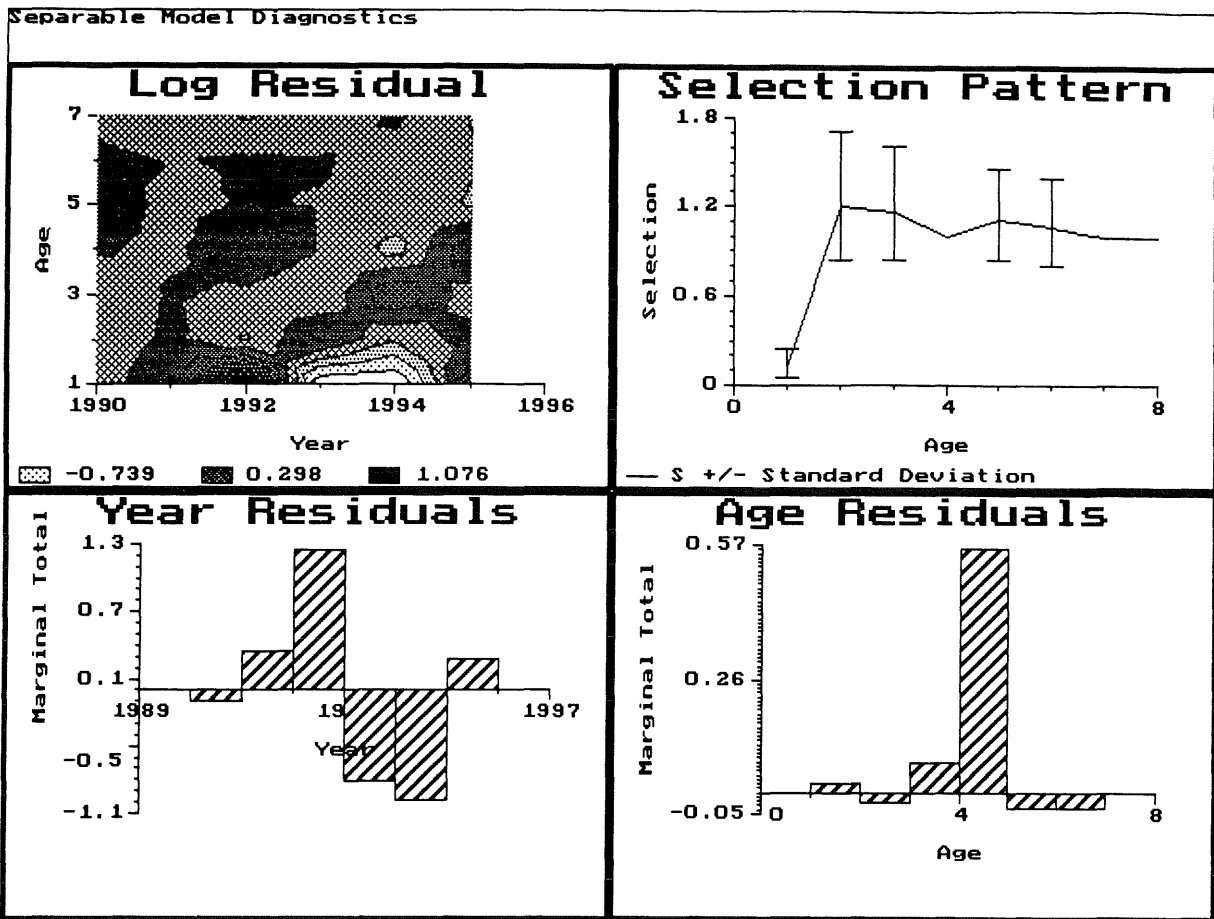 Separable Model Diagnostics
Log Residual
7
5
3
1
Age
1990
1992
1994
1996
Year
-0.739
0.298
1.076
Selection Pattern
1.8
1.2
0.6
0
Selection
0
4
8
Age
S +/- Standard Deviation
Year Residuals
1.3
0.7
0.1
-0.5
-1.1
Marginal Total
1989
19
1997
Year
Age Residuals
0.57
0.26
-0.05
Marginal Total
0
4
8
Age